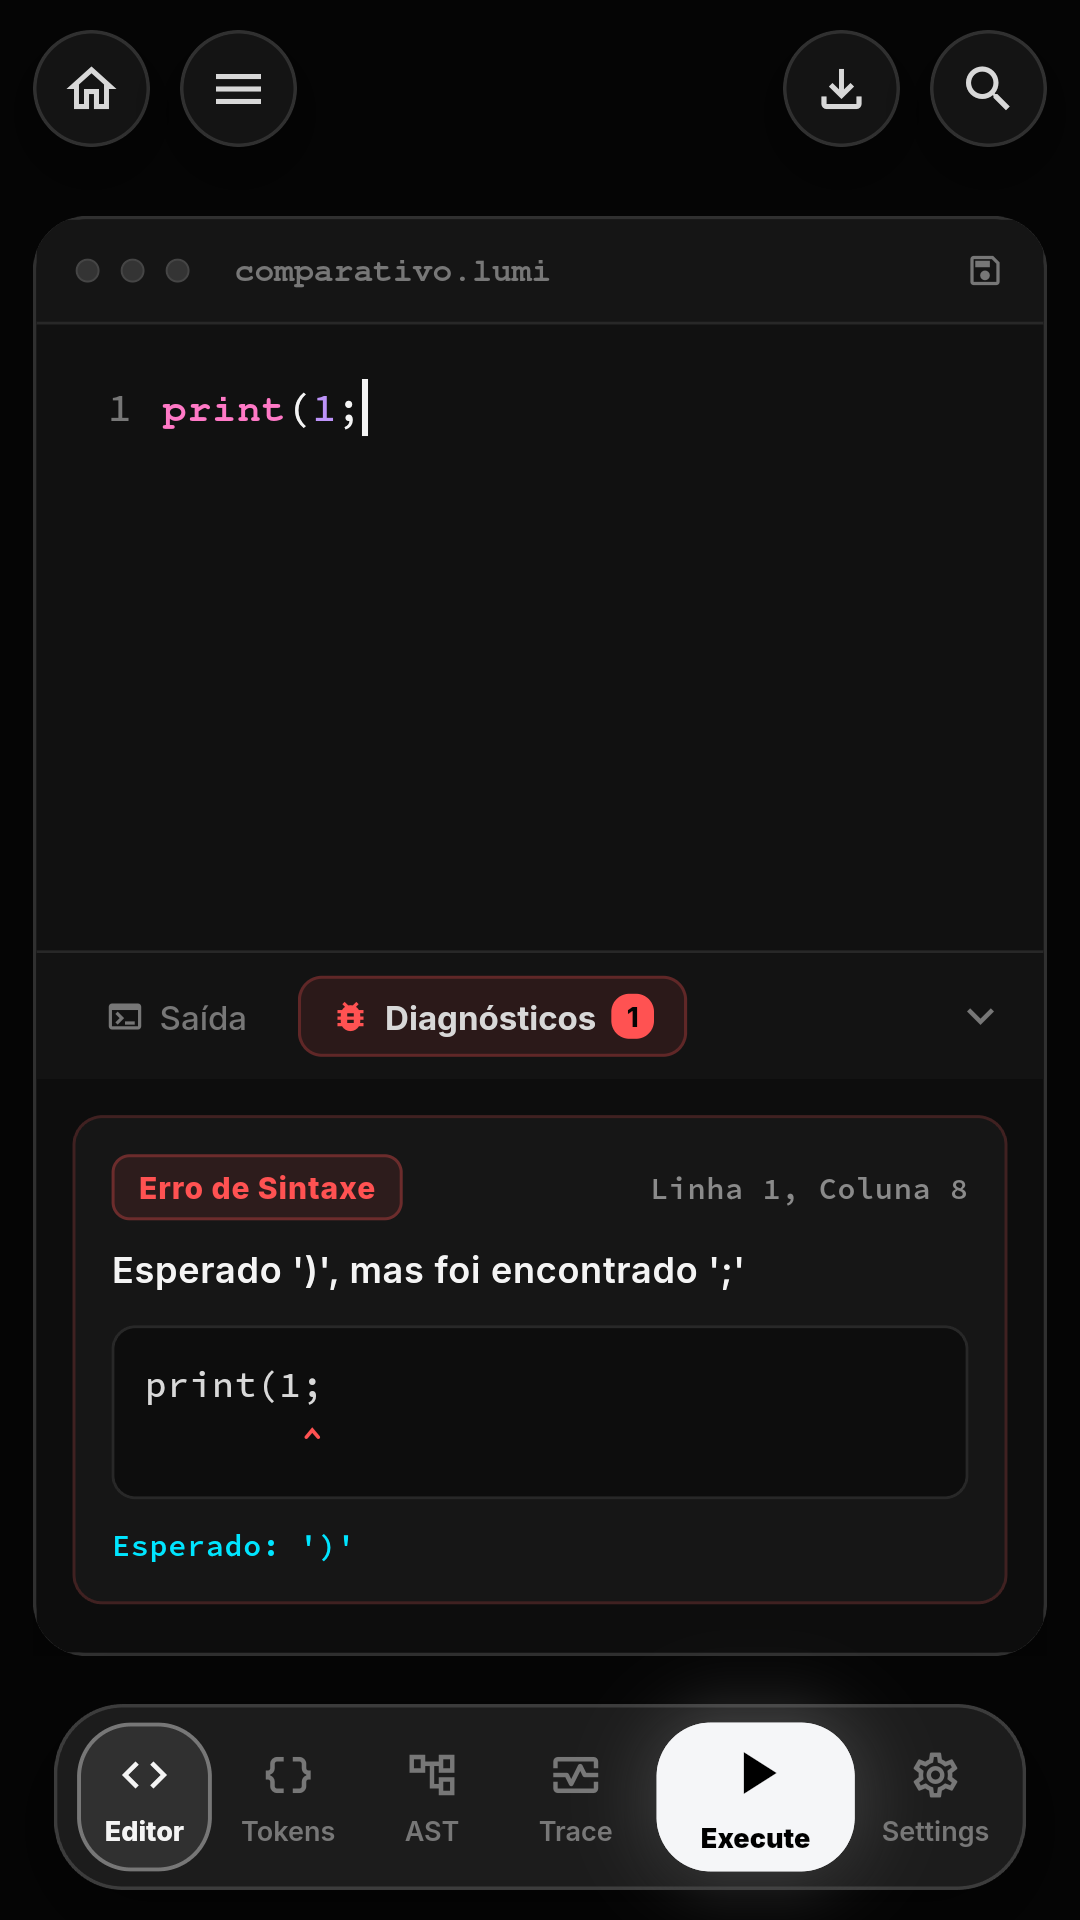 comparativo.lumi
1 print(1;
Saída
Diagnósticos 1
Erro de Sintaxe
Linha 1, Coluna 8
Esperado ')', mas foi encontrado ';'
print(1;
^
Esperado: ')'
Editor
Tokens
AST
Trace
Execute
Settings